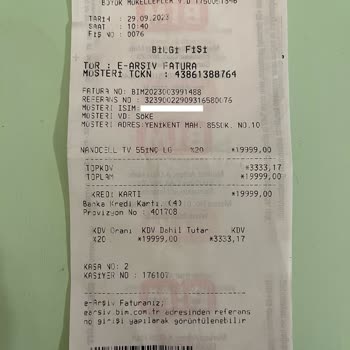 BÜYÜK MÜKELLEFLER V.D 1750051846
TARİH : 29.09.2023
SAAT : 10:40
FİŞ NO : 0076
BİLGİ FİŞİ
TÜR : E-ARŞİV FATURA
MÜŞTERİ TCKN : 43861388764
FATURA NO: BIM2023003991488
REFERANS NO : 32390022909316580076
MÜŞTERİ İSİM:
MÜŞTERİ VD: SÖKE
MÜŞTERİ ADRES:YENİKENT MAH. 855SOK. NO.10
NANOCELL TV 55İNÇ LG %20 *19999,00
TOPKDV *3333,17
TOPLAM *19999,00
KREDİ KARTI *19999,00
Banka Kredi Kartı (4)
Provizyon No : 401708
KDV Oranı KDV Dahil Tutar KDV
%20 *19999,00 *3333,17
KASA NO: 2
KASİYER NO : 176107
e-Arşiv Faturanız;
earsiv.bim.com.tr adresinden referans
no girişi yapılarak görüntülenebilir